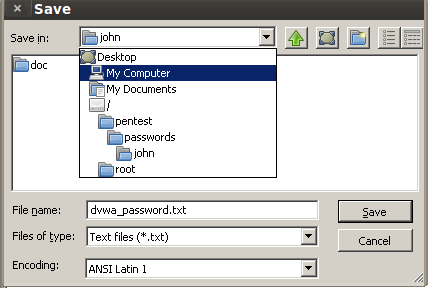 Save
Save in:
john
doc
Desktop
My Computer
My Documents
/
pentest
passwords
john
root
File name:
dvwa_password.txt
Save
Files of type:
Text files (*.txt)
Cancel
Encoding:
ANSI Latin 1